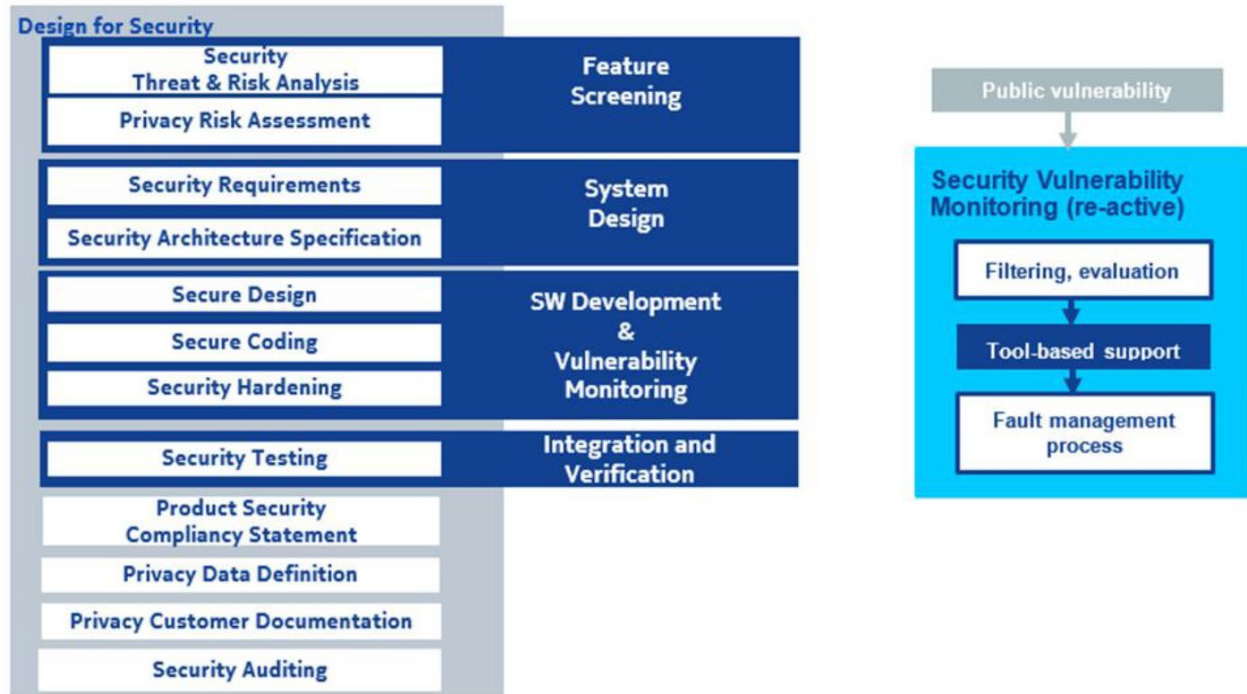 Design for Security
Security
Threat & Risk Analysis
Privacy Risk Assessment
Feature
Screening
Security Requirements
Security Architecture Specification
System
Design
Secure Design
Secure Coding
Security Hardening
SW Development
&
Vulnerability
Monitoring
Security Testing
Integration and
Verification
Product Security
Compliancy Statement
Privacy Data Definition
Privacy Customer Documentation
Security Auditing
Public vulnerability
Security Vulnerability
Monitoring (re-active)
Filtering, evaluation
Tool-based support
Fault management
process